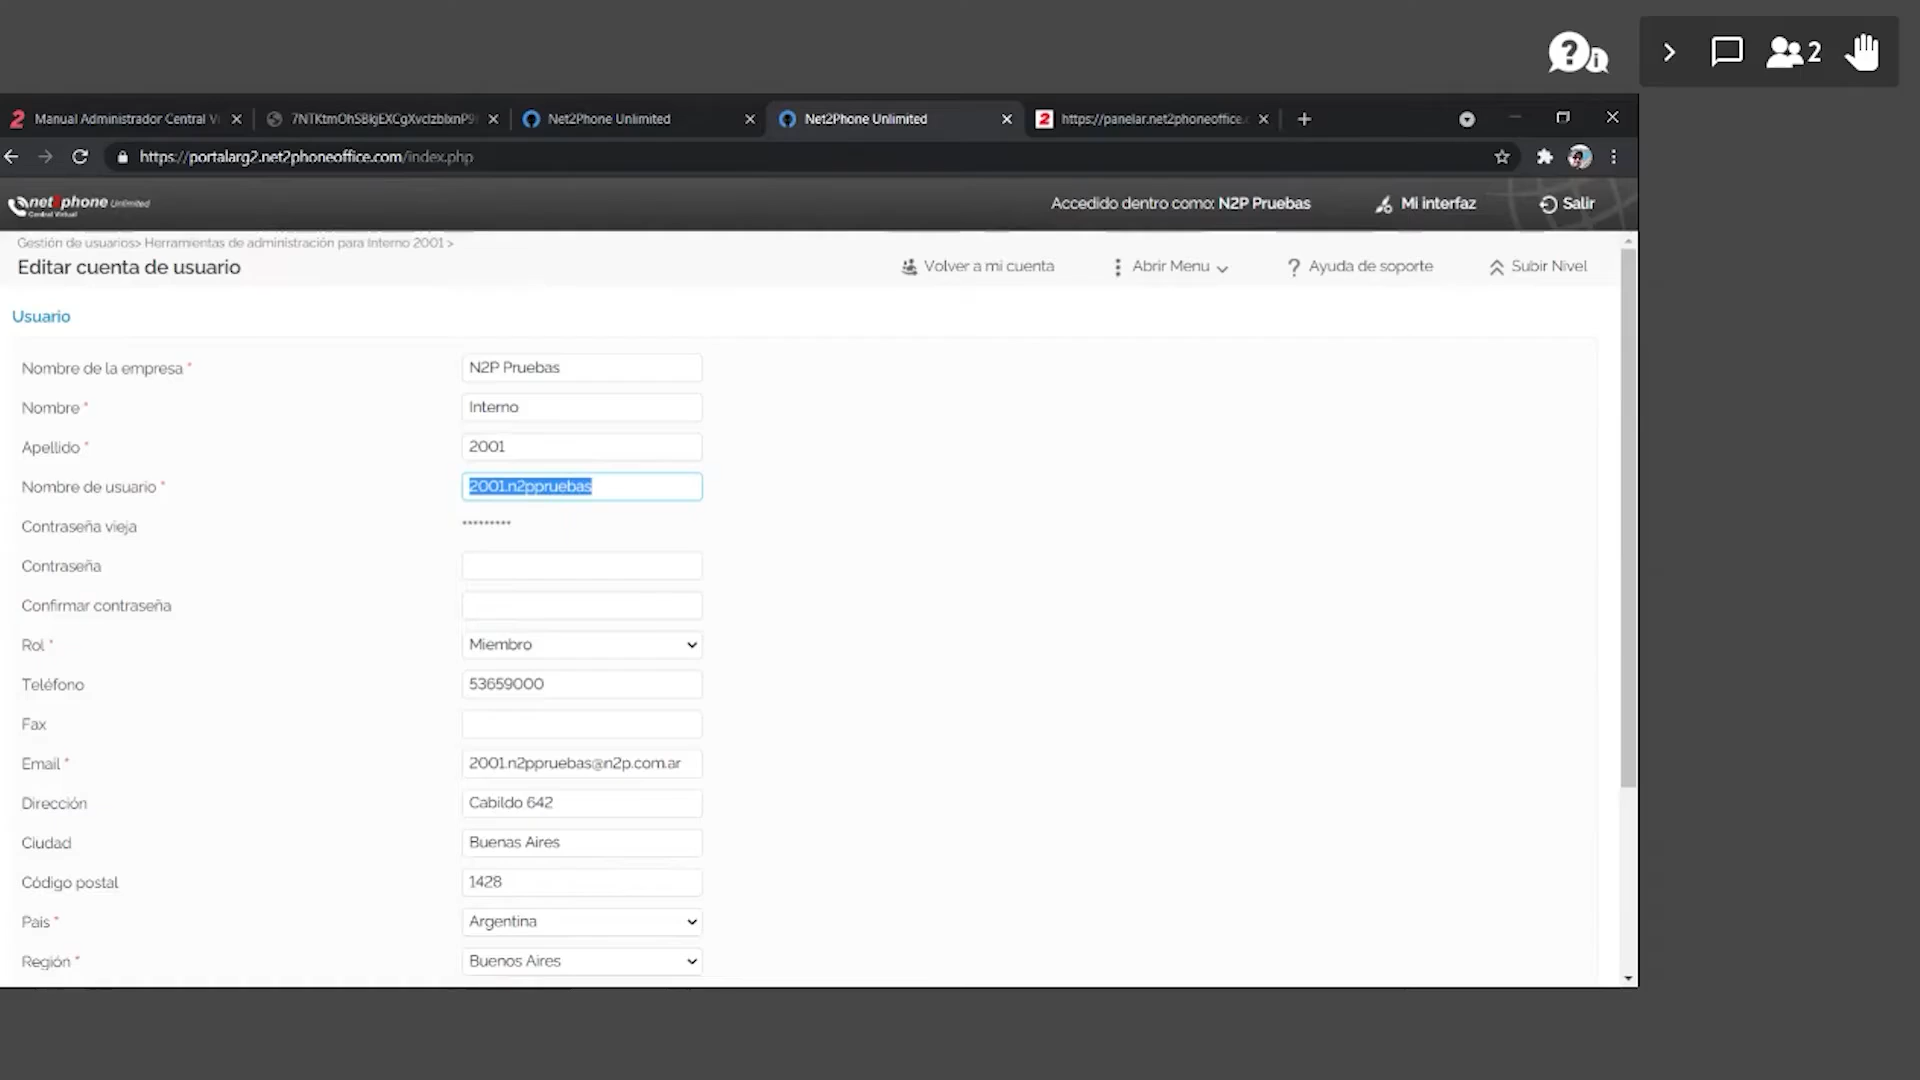 2
Manual Administrador Central Vi
7NTKtmOhSBkjEXCgXvclzblxnP9
Net2Phone Unlimited
Net2Phone Unlimited
2 https://panelar.net2phoneoffice.c
https://portalarg2.net2phoneoffice.com/index.php
net2phone Unlimited
Central Virtual
Accedido dentro como: N2P Pruebas
Mi interfaz
Salir
Gestión de usuarios> Herramientas de administración para Interno 2001 >
Editar cuenta de usuario
Volver a mi cuenta
Abrir Menu
? Ayuda de soporte
Subir Nivel
Usuario
Nombre de la empresa * N2P Pruebas
Nombre * Interno
Apellido * 2001
Nombre de usuario * 2001.n2ppruebas
Contraseña vieja *********
Contraseña
Confirmar contraseña
Rol * Miembro
Teléfono 53659000
Fax
Email * 2001.n2ppruebas@n2p.com.ar
Dirección Cabildo 642
Ciudad Buenas Aires
Código postal 1428
Pais * Argentina
Región * Buenos Aires
2